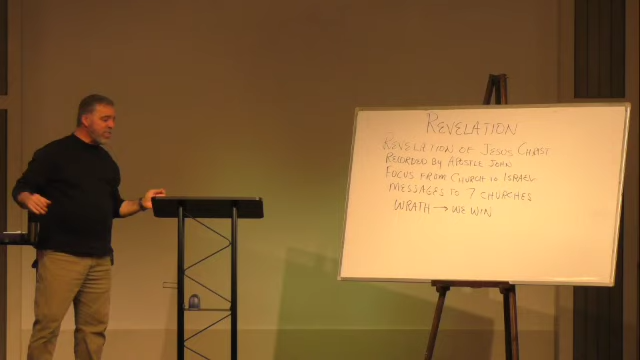 REVELATION
REVELATION OF JESUS CHRIST
RECORDED BY APOSTLE JOHN
FOCUS FROM CHURCH TO ISRAEL
MESSAGES TO 7 CHURCHES
WRATH → WE WIN